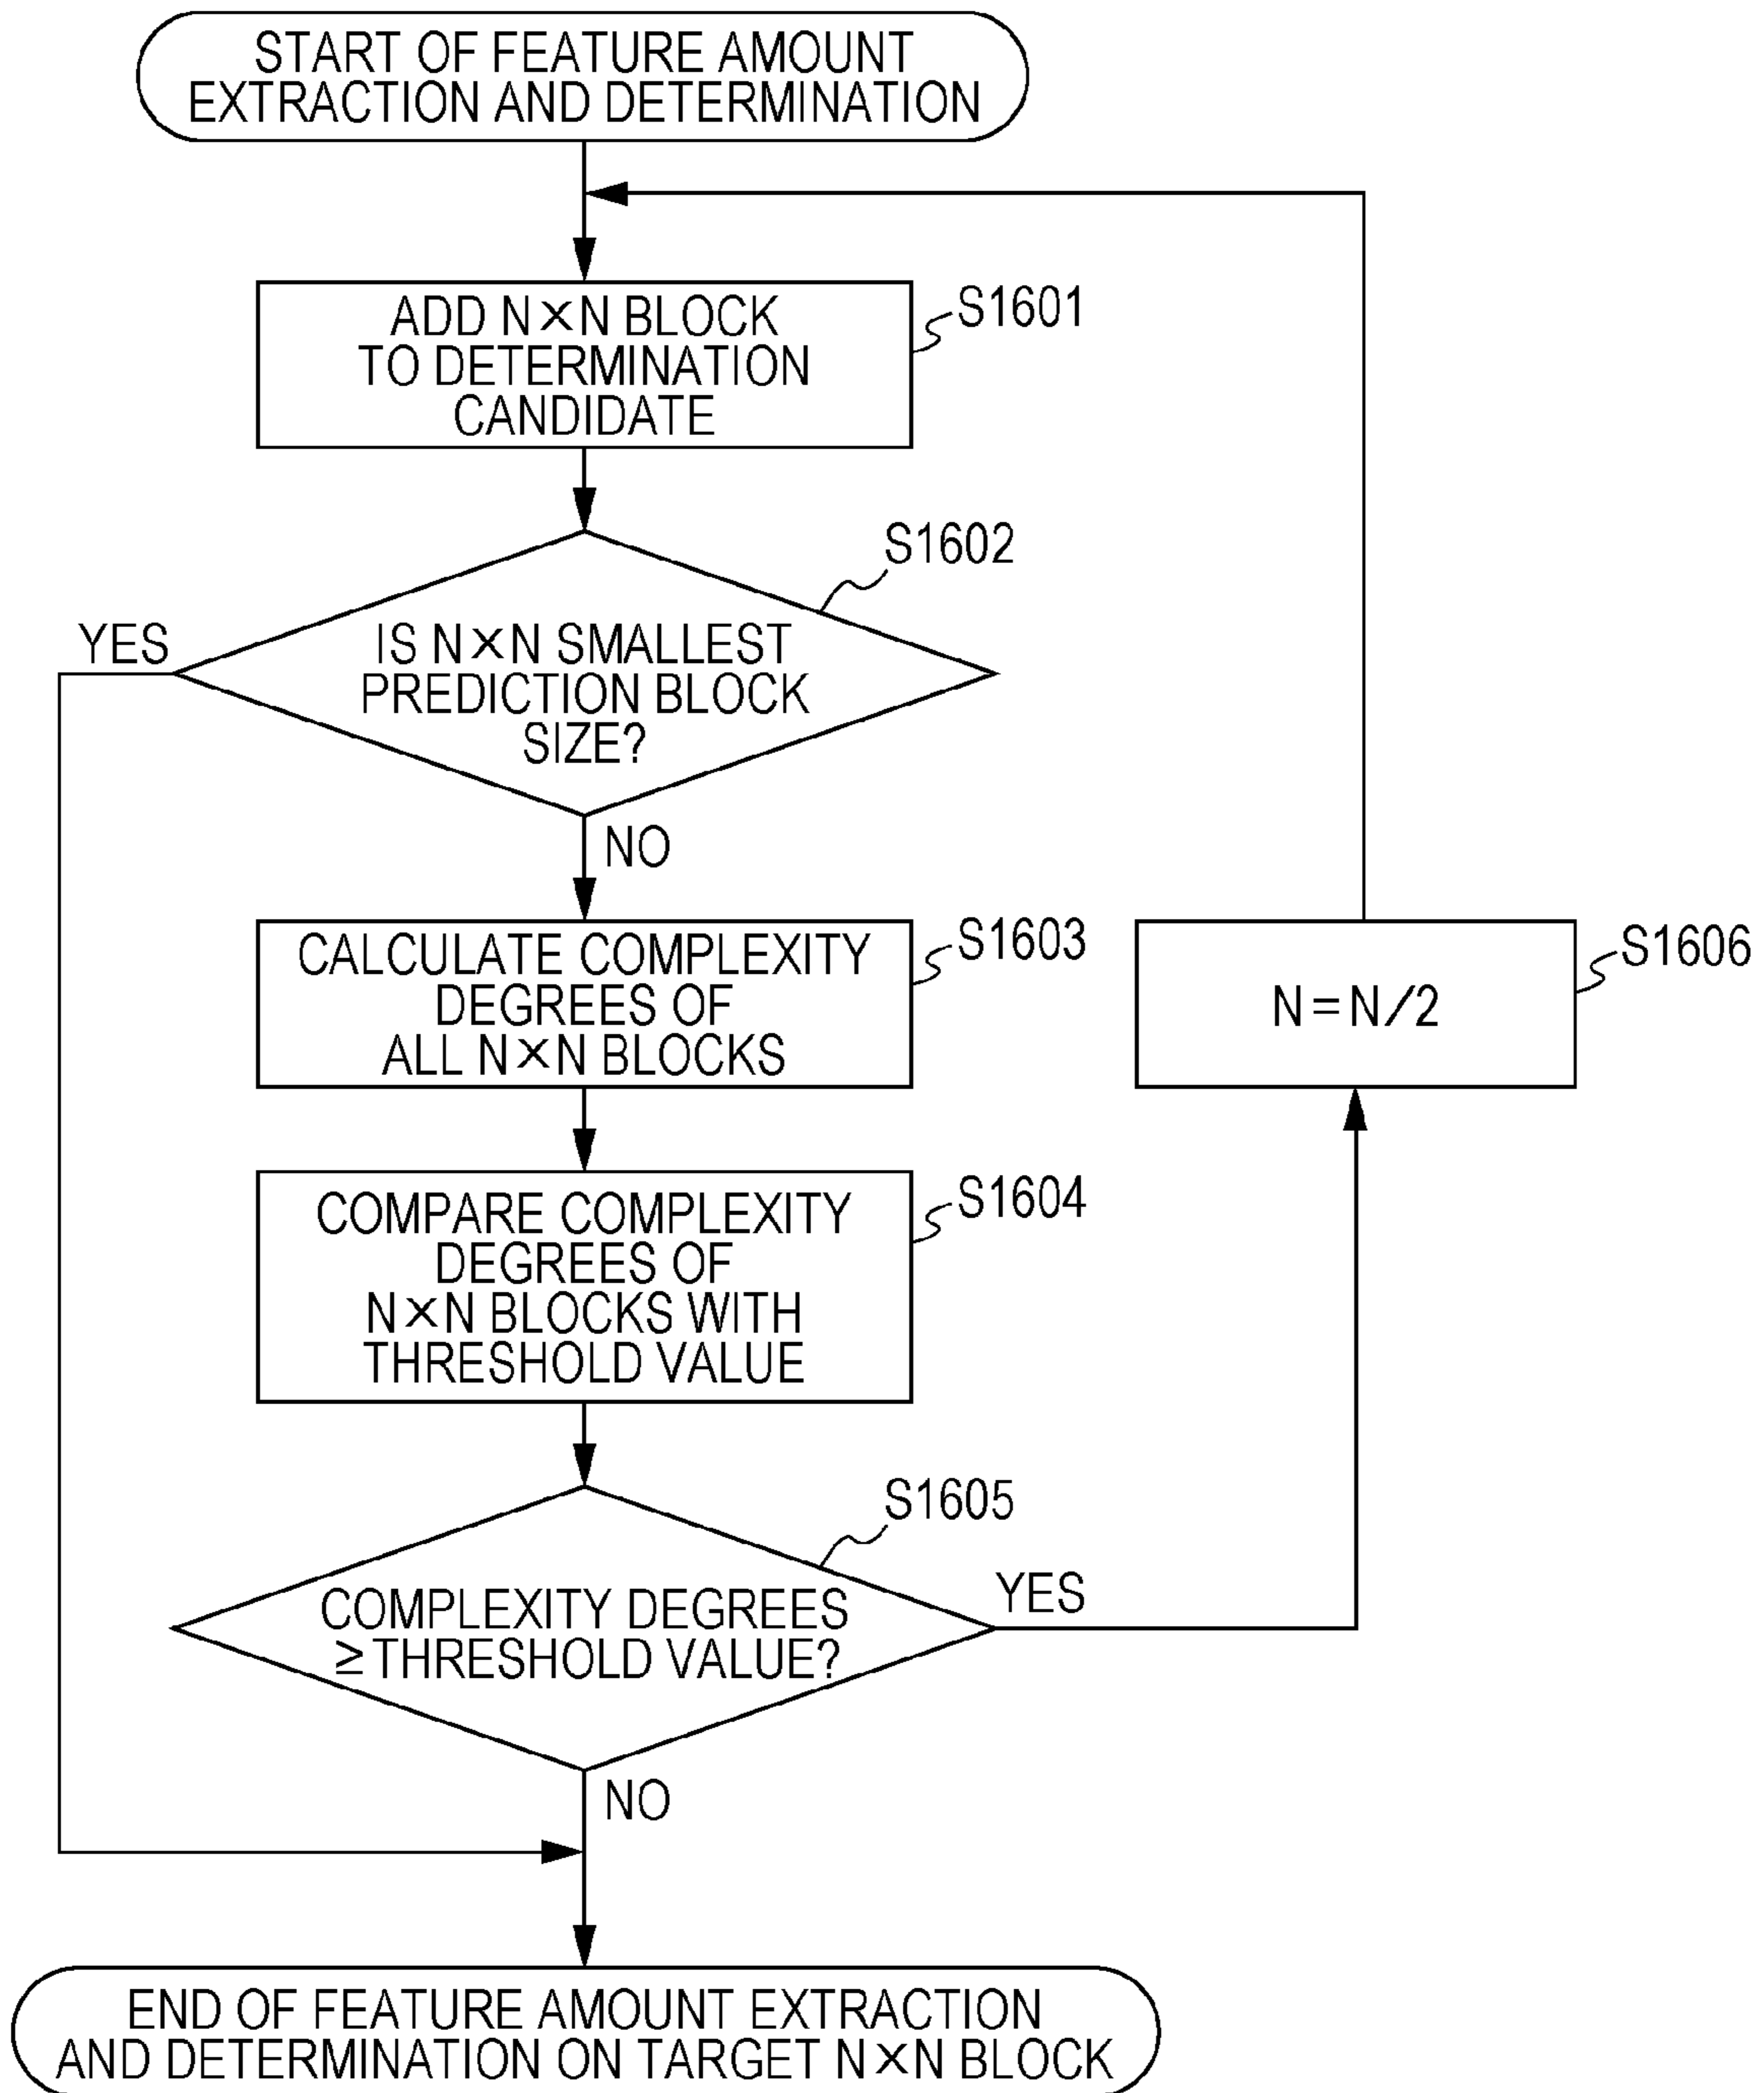 START OF FEATURE AMOUNT
EXTRACTION AND DETERMINATION
ADD N×N BLOCK
TO DETERMINATION
CANDIDATE
S1601
S1602
YES
IS N×N SMALLEST
PREDICTION BLOCK
SIZE?
NO
CALCULATE COMPLEXITY
DEGREES OF
ALL N×N BLOCKS
S1603
N=N/2
S1606
COMPARE COMPLEXITY
DEGREES OF
N×N BLOCKS WITH
THRESHOLD VALUE
S1604
S1605
COMPLEXITY DEGREES
≥THRESHOLD VALUE?
YES
NO
END OF FEATURE AMOUNT EXTRACTION
AND DETERMINATION ON TARGET N×N BLOCK